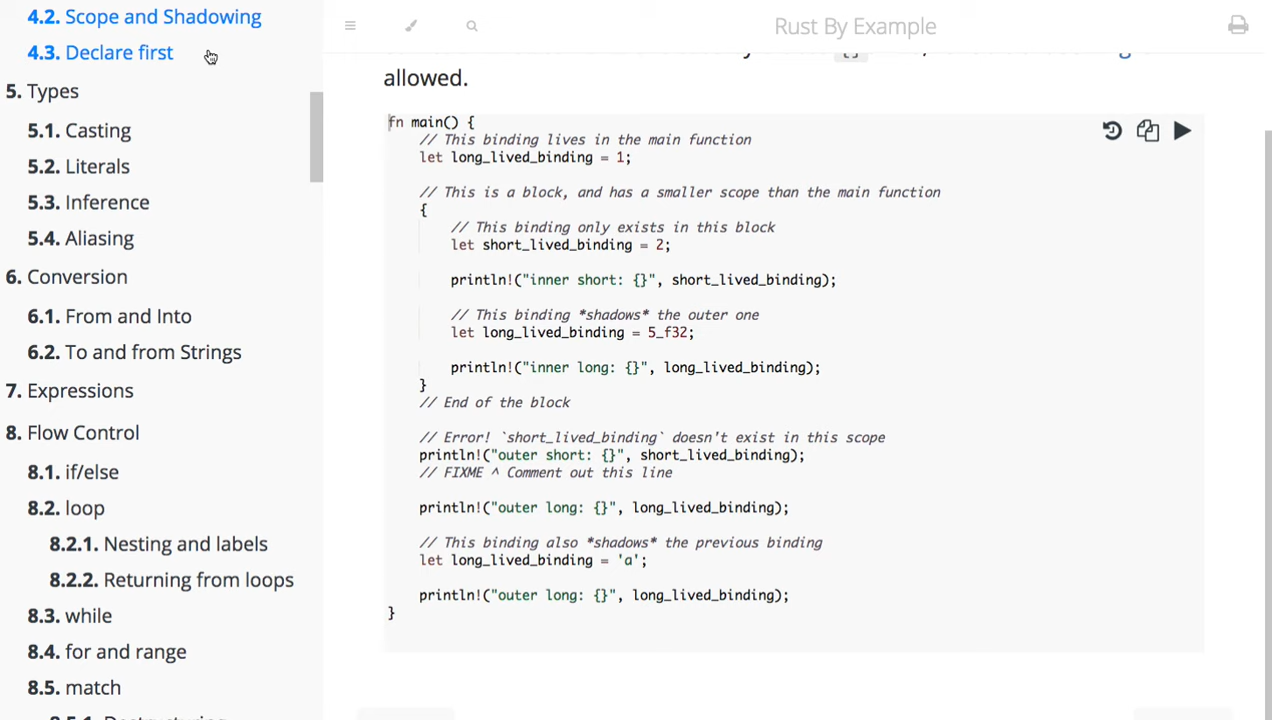 4.2. Scope and Shadowing
4.3. Declare first
5. Types
5.1. Casting
5.2. Literals
5.3. Inference
5.4. Aliasing
6. Conversion
6.1. From and Into
6.2. To and from Strings
7. Expressions
8. Flow Control
8.1. if/else
8.2. loop
8.2.1. Nesting and labels
8.2.2. Returning from loops
8.3. while
8.4. for and range
8.5. match
Rust By Example
allowed.
fn main() {
// This binding lives in the main function
let long_lived_binding = 1;
// This is a block, and has a smaller scope than the main function
{
// This binding only exists in this block
let short_lived_binding = 2;
println!("inner short: {}", short_lived_binding);
// This binding *shadows* the outer one
let long_lived_binding = 5_f32;
println!("inner long: {}", long_lived_binding);
}
// End of the block
// Error! `short_lived_binding` doesn't exist in this scope
println!("outer short: {}", short_lived_binding);
// FIXME ^ Comment out this line
println!("outer long: {}", long_lived_binding);
// This binding also *shadows* the previous binding
let long_lived_binding = 'a';
println!("outer long: {}", long_lived_binding);
}